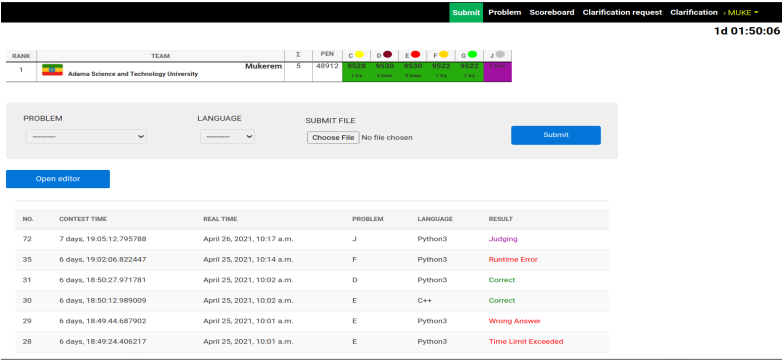 Submit Problem Scoreboard Clarification request Clarification MUKE
1d 01:50:06
RANK TEAM Σ PEN C D E F G J
1 Mukerem 5 48912 9528 9530 9530 9522 9522
Adama Science and Technology University 1 try 1 try 1 try
PROBLEM LANGUAGE SUBMIT FILE
--------- --------- Choose File No file chosen Submit
Open editor
NO. CONTEST TIME REAL TIME PROBLEM LANGUAGE RESULT
72 7 days, 19:05:12.795788 April 26, 2021, 10:17 a.m. J Python3 Judging
35 6 days, 19:02:06.822447 April 25, 2021, 10:14 a.m. F Python3 Runtime Error
31 6 days, 18:50:27.971781 April 25, 2021, 10:02 a.m. D Python3 Correct
30 6 days, 18:50:12.989009 April 25, 2021, 10:02 a.m. E C++ Correct
29 6 days, 18:49:44.687902 April 25, 2021, 10:01 a.m. E Python3 Wrong Answer
28 6 days, 18:49:24.406217 April 25, 2021, 10:01 a.m. E Python3 Time Limit Exceeded